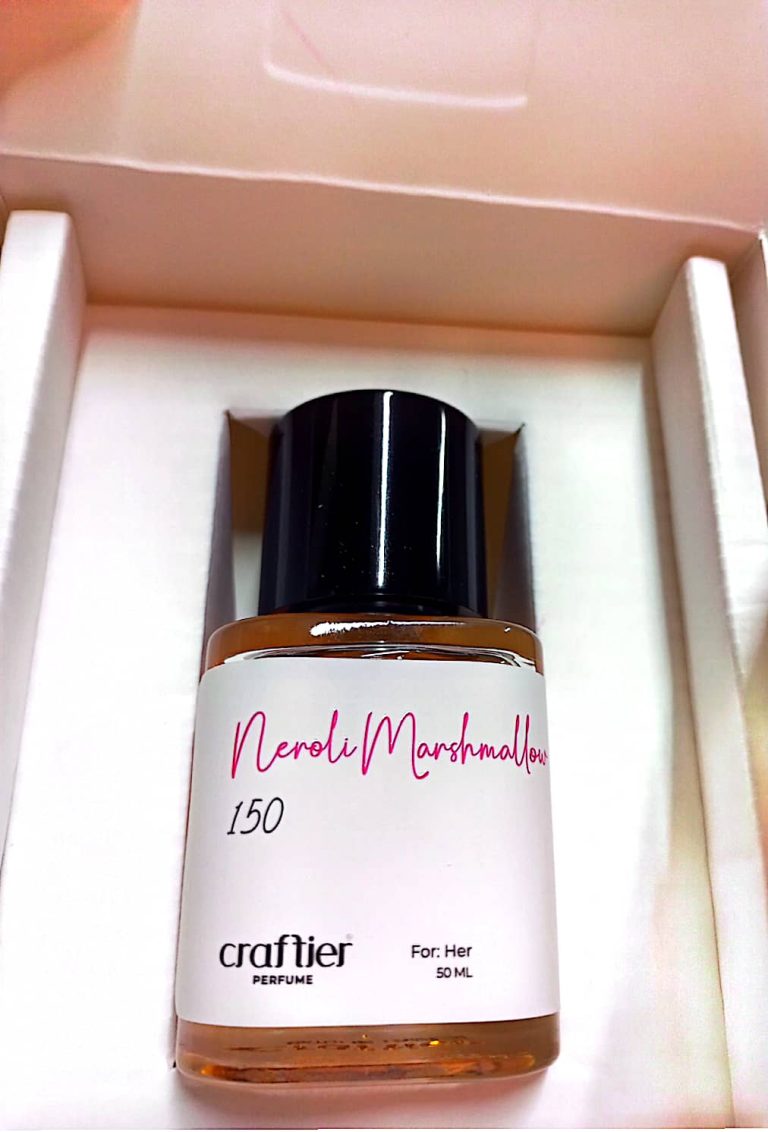 Neroli Marshmallow
150
craftier®
PERFUME
For: Her
50 ML